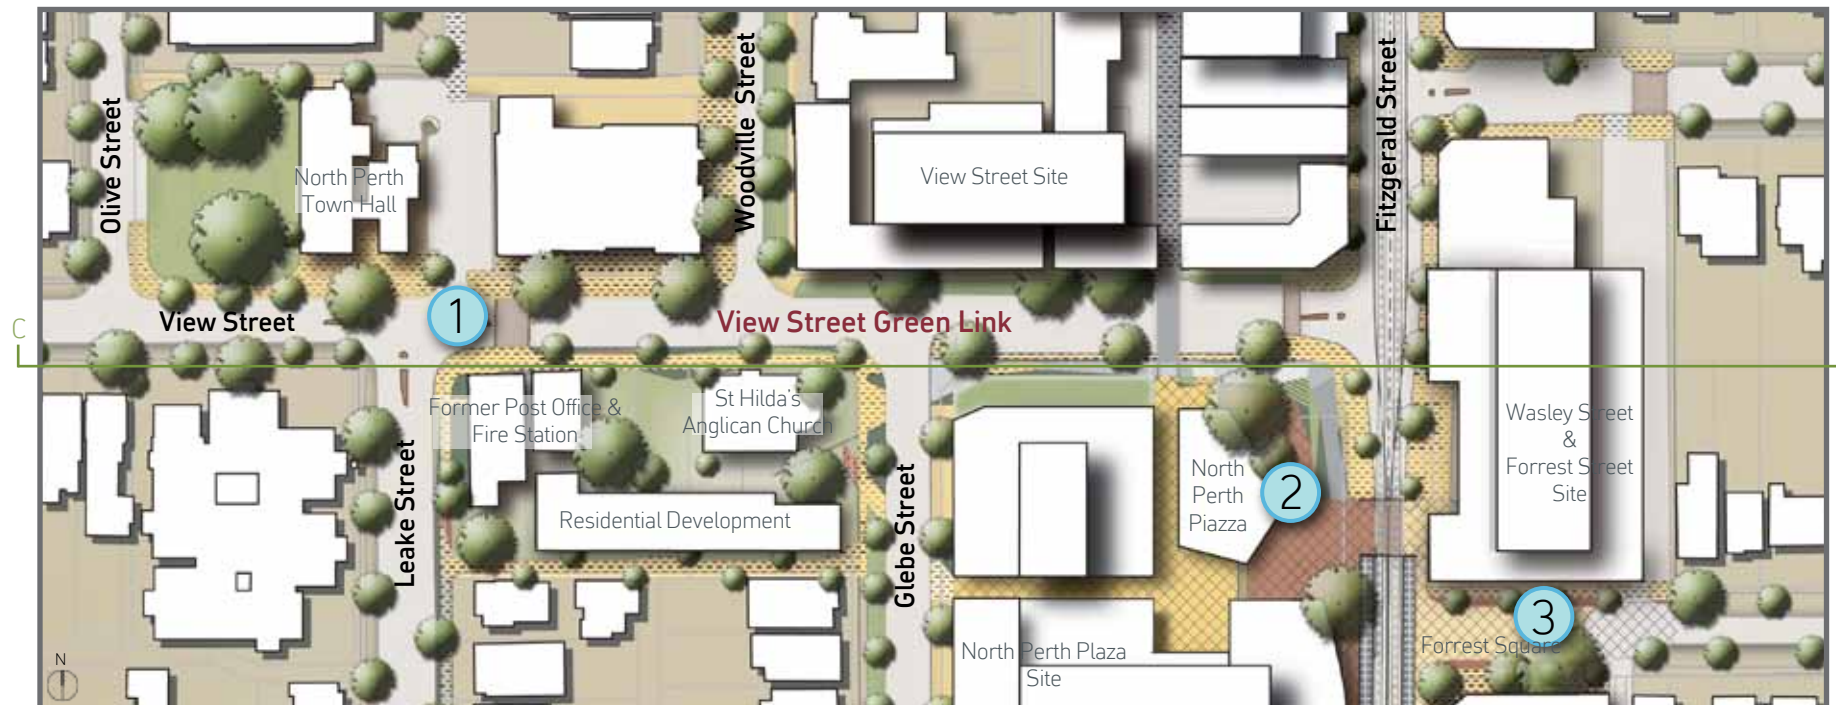 Olive Street
Woodville Street
Fitzgerald Street
North Perth
Town Hall
View Street Site
1
View Street
View Street Green Link
C
Former Post Office &
Fire Station
St Hilda's
Anglican Church
Wasley Street
&
Forrest Street
Site
Leake Street
Glebe Street
North
Perth
Piazza
2
Residential Development
3
Forrest Square
North Perth Plaza
Site
N